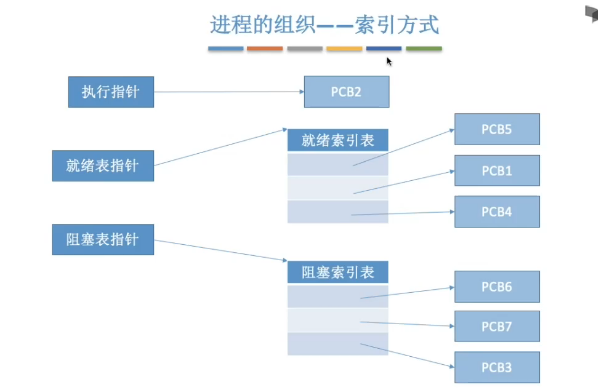 进程的组织——索引方式
执行指针
PCB2
就绪表指针
就绪索引表
PCB5
PCB1
PCB4
阻塞表指针
阻塞索引表
PCB6
PCB7
PCB3